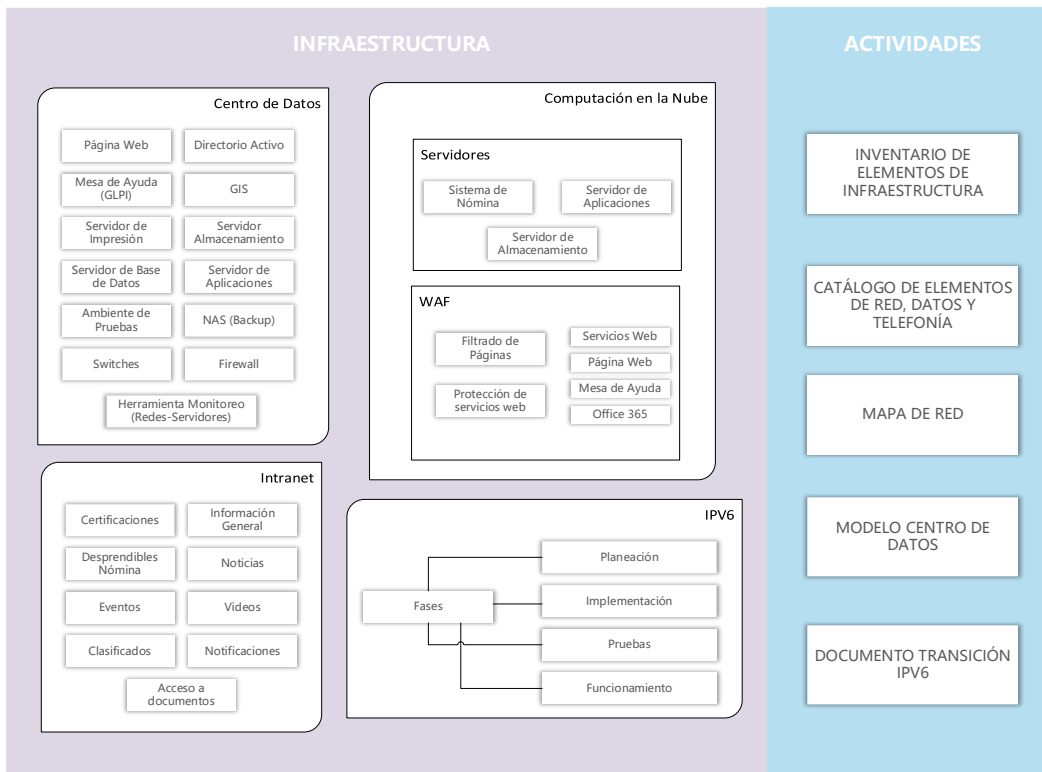 INFRAESTRUCTURA
Centro de Datos
Página Web
Directorio Activo
Mesa de Ayuda
(GLPI)
GIS
Servidor de
Impresión
Servidor
Almacenamiento
Servidor de Base
de Datos
Servidor de
Aplicaciones
Ambiente de
Pruebas
NAS (Backup)
Switches
Firewall
Herramienta Monitoreo
(Redes-Servidores)
Computación en la Nube
Servidores
Sistema de
Nómina
Servidor de
Aplicaciones
Servidor de
Almacenamiento
WAF
Filtrado de
Páginas
Protección de
servicios web
Servicios Web
Página Web
Mesa de Ayuda
Office 365
Intranet
Certificaciones
Información
General
Desprendibles
Nómina
Noticias
Eventos
Videos
Clasificados
Notificaciones
Acceso a
documentos
IPV6
Fases
Planeación
Implementación
Pruebas
Funcionamiento
ACTIVIDADES
INVENTARIO DE
ELEMENTOS DE
INFRAESTRUCTURA
CATÁLOGO DE ELEMENTOS
DE RED, DATOS Y
TELEFONÍA
MAPA DE RED
MODELO CENTRO DE
DATOS
DOCUMENTO TRANSICIÓN
IPV6